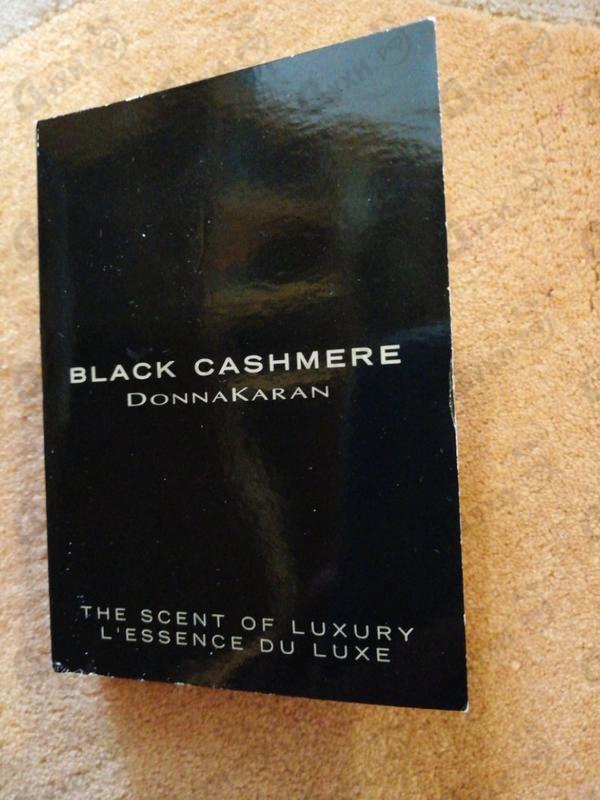 BLACK CASHMERE
DONNAKARAN
THE SCENT OF LUXURY
L'ESSENCE DU LUXE